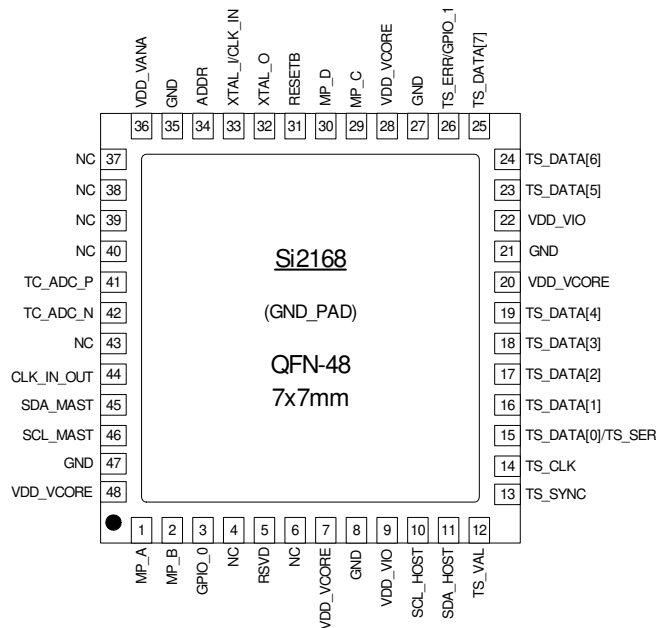 VDD_VANA
GND
ADDR
XTAL_I/CLK_IN
XTAL_O
RESETB
MP_D
MP_C
VDD_VCORE
GND
TS_ERR/GPIO_1
TS_DATA[7]
36 35 34 33 32 31 30 29 28 27 26 25
NC 37
NC 38
NC 39
NC 40
TC_ADC_P 41
TC_ADC_N 42
NC 43
CLK_IN_OUT 44
SDA_MAST 45
SCL_MAST 46
GND 47
VDD_VCORE 48
Si2168
(GND_PAD)
QFN-48
7x7mm
24 TS_DATA[6]
23 TS_DATA[5]
22 VDD_VIO
21 GND
20 VDD_VCORE
19 TS_DATA[4]
18 TS_DATA[3]
17 TS_DATA[2]
16 TS_DATA[1]
15 TS_DATA[0]/TS_SER
14 TS_CLK
13 TS_SYNC
1 2 3 4 5 6 7 8 9 10 11 12
MP_A
MP_B
GPIO_0
NC
RSVD
NC
VDD_VCORE
GND
VDD_VIO
SCL_HOST
SDA_HOST
TS_VAL